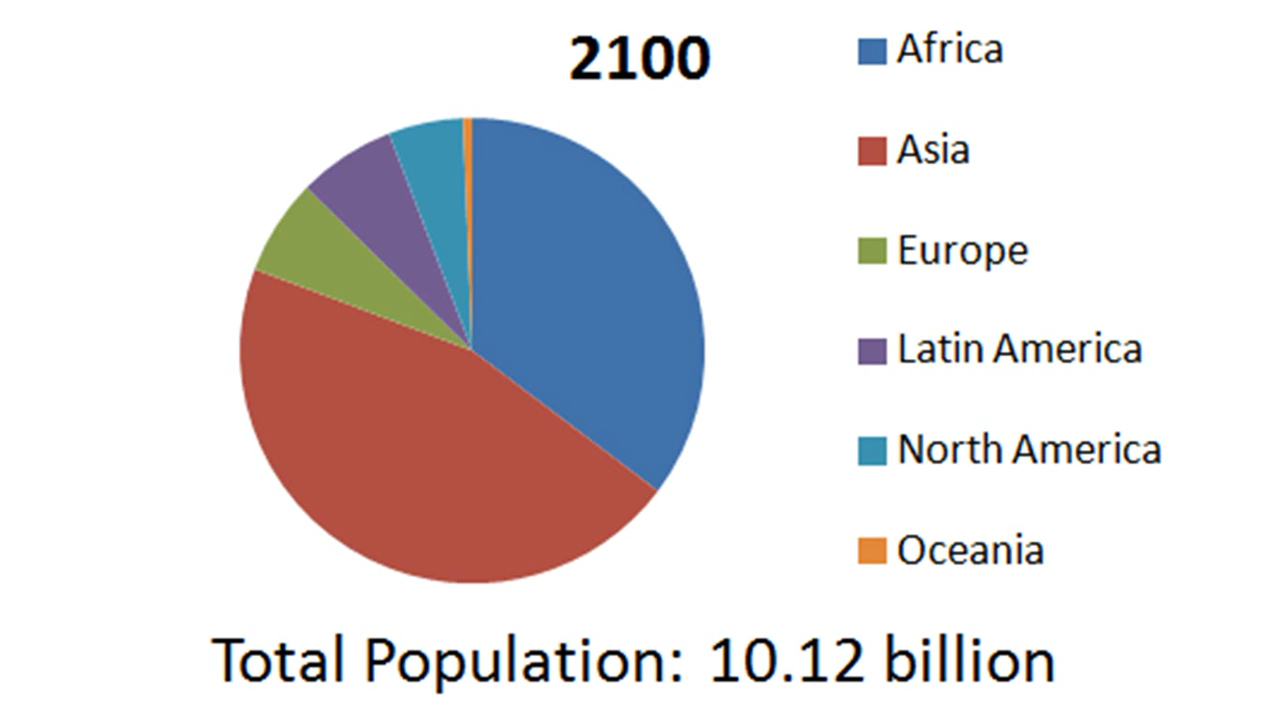 2100
Africa
Asia
Europe
Latin America
North America
Oceania
Total Population: 10.12 billion